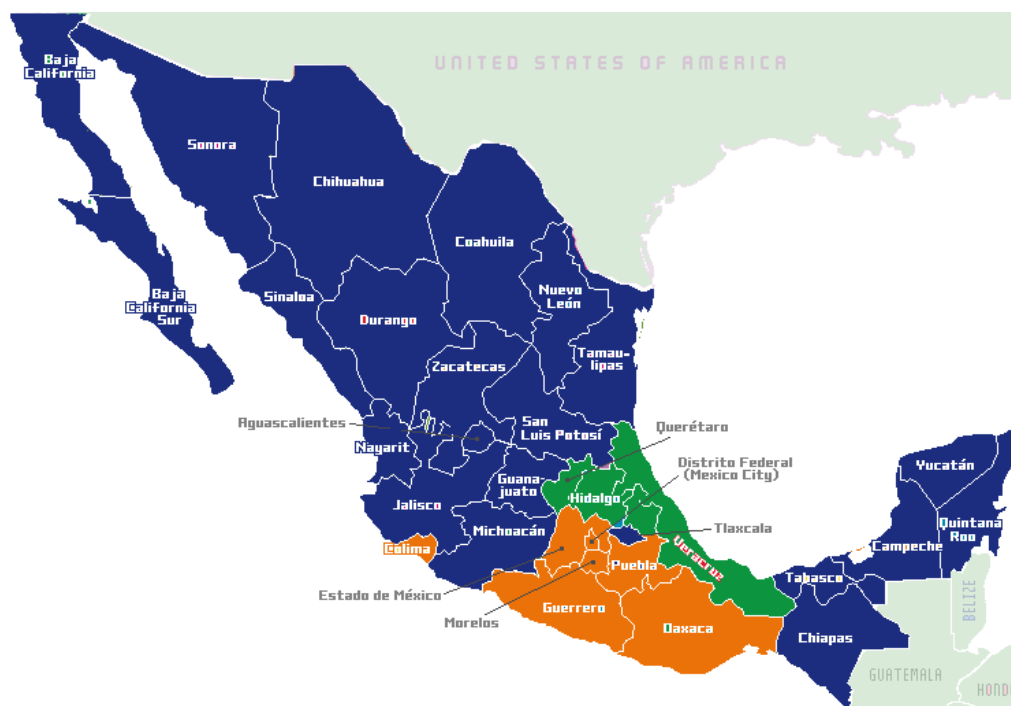 UNITED STATES OF AMERICA
Baja
California
Sonora
Chihuahua
Coahuila
Baja
California
Sur
Sinaloa
Nuevo
León
Durango
Tamau-
lipas
Zacatecas
Aguascalientes
San
Luis Potosí
Querétaro
Nayarit
Distrito Federal
(Mexico City)
Yucatán
Guana-
juato
Hidalgo
Jalisco
Michoacán
Tlaxcala
Quintana
Roo
Campeche
Colima
Veracruz
Puebla
Tabasco
Estado de México
Guerrero
Morelos
Oaxaca
Chiapas
BELIZE
GUATEMALA
HOND